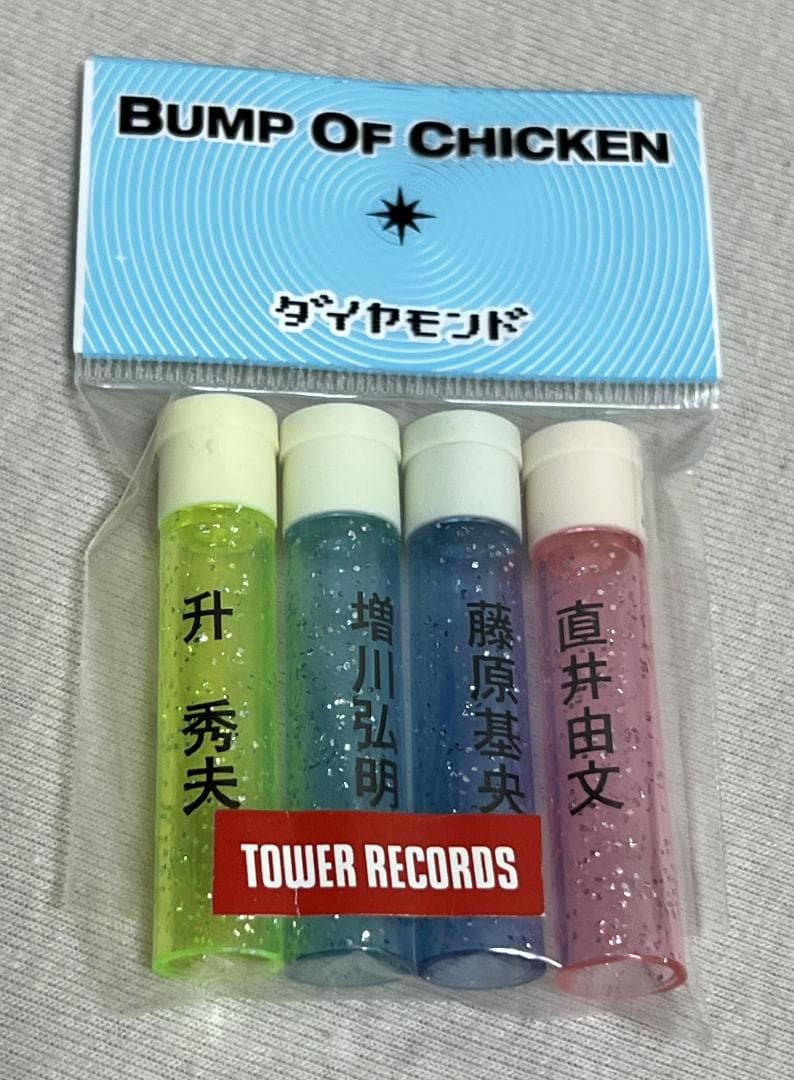 BUMP OF CHICKEN
ダイヤモンド
升 秀夫
増川弘明
藤原基央
直井由文
TOWER RECORDS